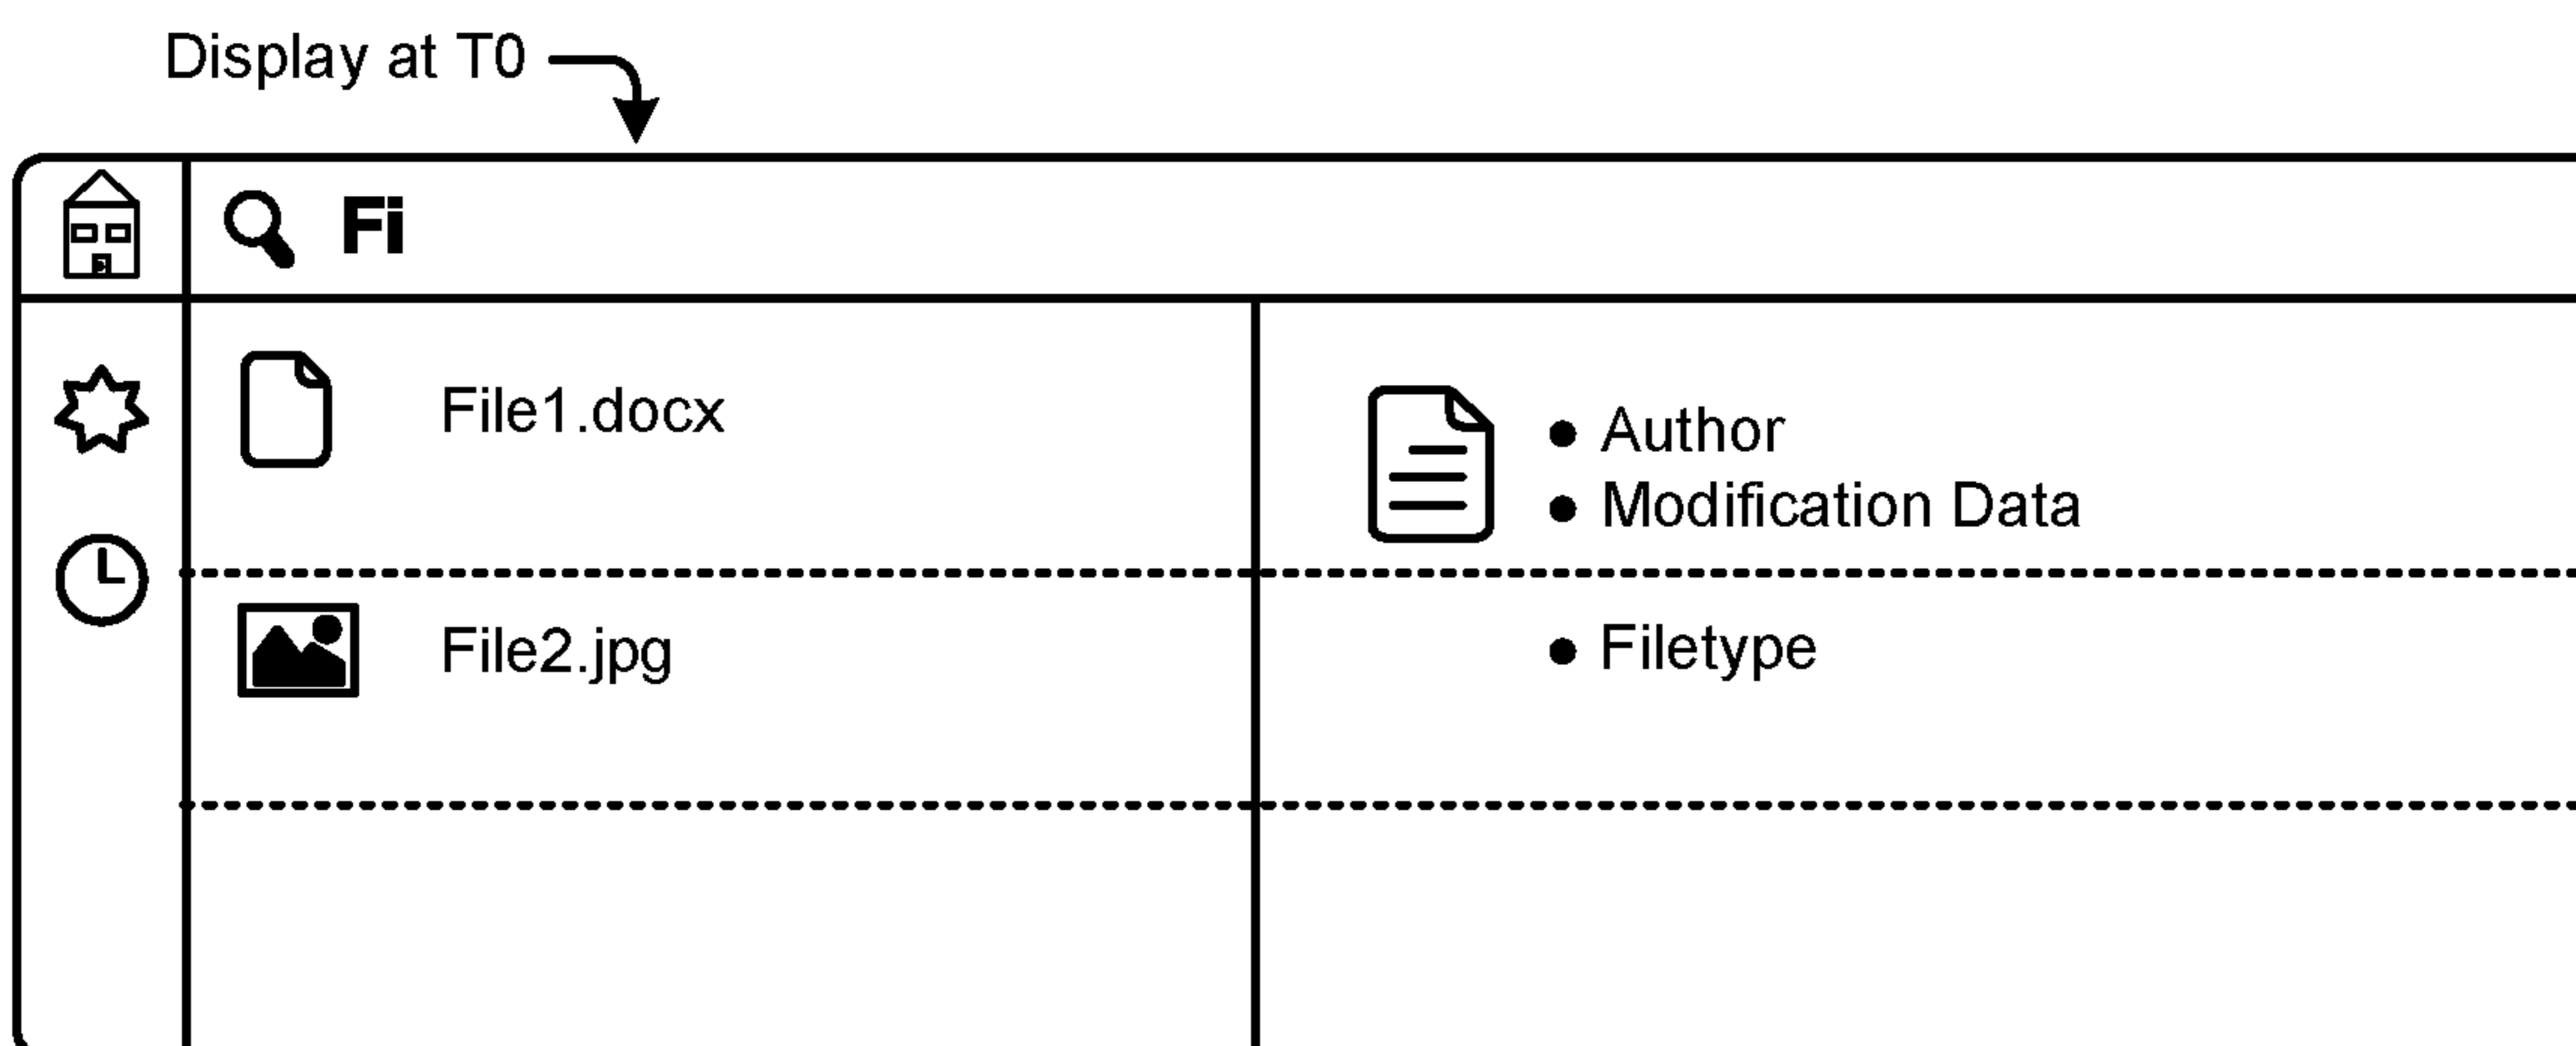 Display at T0
Fi
File1.docx
• Author
• Modification Data
File2.jpg
• Filetype